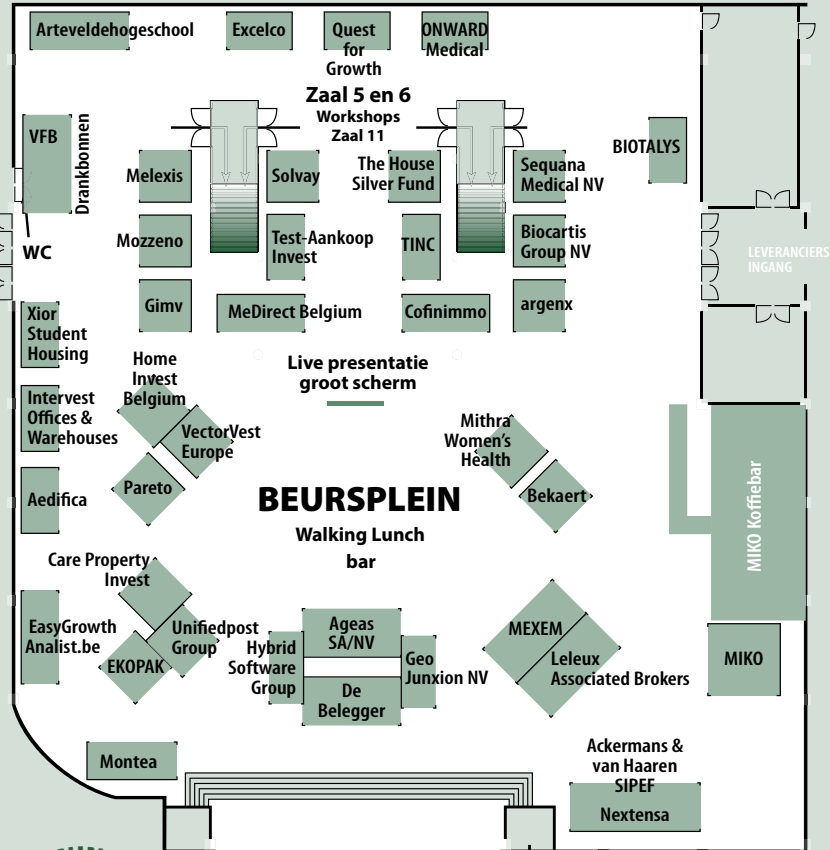 Arteveldehogeschool
Excelco
Quest
for
Growth
ONWARD
Medical
Zaal 5 en 6
Workshops
Zaal 11
VFB
Drankbonnen
WC
Melexis
Solvay
The House
Silver Fund
Sequana
Medical NV
BIOTALYS
Mozzeno
Test-Aankoop
Invest
TINC
Biocartis
Group NV
LEVERANCIERS
INGANG
Gimv
MeDirect Belgium
Cofinimmo
argenx
Xior
Student
Housing
Live presentatie
groot scherm
Home
Invest
Belgium
Intervest
Offices &
Warehouses
VectorVest
Europe
Mithra
Women's
Health
Aedifica
Pareto
BEURSPLEIN
Walking Lunch
bar
Bekaert
MIKO Koffiebar
Care Property
Invest
EasyGrowth
Analist.be
Unifiedpost
Group
EKOPAK
Hybrid
Software
Group
Ageas
SA/NV
De
Belegger
Geo
Junxion NV
MEXEM
Leleux
Associated Brokers
MIKO
Montea
Ackermans &
van Haaren
SIPEF
Nextensa